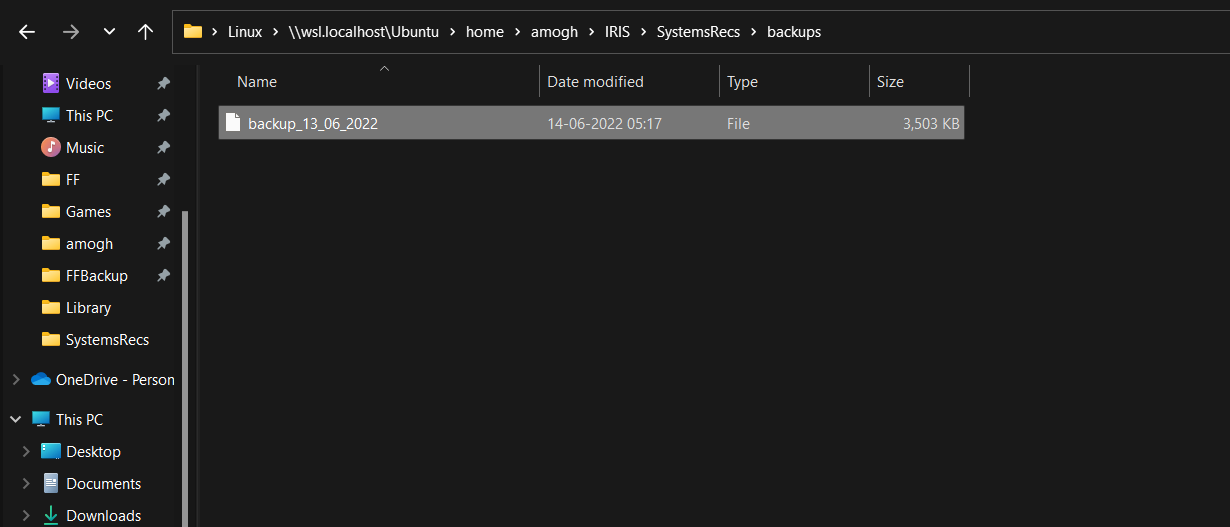 Linux > \\wsl.localhost\Ubuntu > home > amogh > IRIS > SystemsRecs > backups
Videos
This PC
Music
FF
Games
amogh
FFBackup
Library
SystemsRecs
OneDrive - Person
This PC
Desktop
Documents
Downloads
Name Date modified Type Size
backup_13_06_2022 14-06-2022 05:17 File 3,503 KB